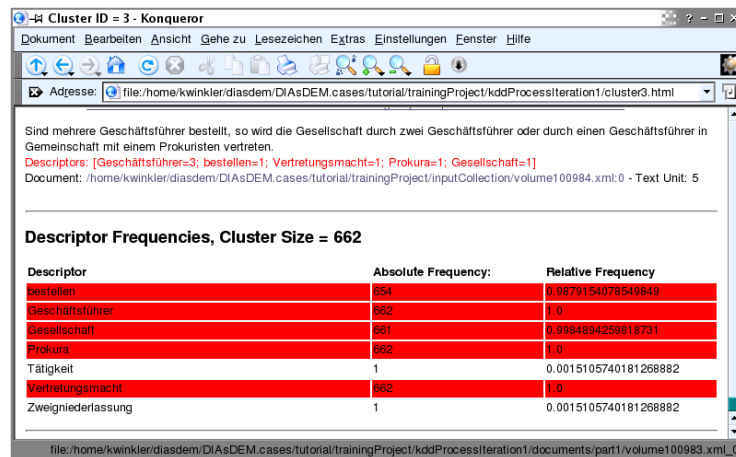 Cluster ID = 3 - Konqueror
Dokument Bearbeiten Ansicht Gehe zu Lesezeichen Extras Einstellungen Fenster Hilfe
Adresse: file:/home/kwinkler/diasdem/DIAsDEM.cases/tutorial/trainingProject/kddProcessIteration1/cluster3.html
Sind mehrere Geschäftsführer bestellt, so wird die Gesellschaft durch zwei Geschäftsführer oder durch einen Geschäftsführer in
Gemeinschaft mit einem Prokuristen vertreten.
Descriptors: [Geschäftsführer=3; bestellen=1; Vertretungsmacht=1; Prokura=1; Gesellschaft=1]
Document: /home/kwinkler/diasdem/DIAsDEM.cases/tutorial/trainingProject/inputCollection/volume100984.xml:0 - Text Unit: 5
Descriptor Frequencies, Cluster Size = 662
Descriptor Absolute Frequency: Relative Frequency
bestellen 654 0.9879154078549849
Geschäftsführer 662 1.0
Gesellschaft 661 0.9984894259818731
Prokura 662 1.0
Tätigkeit 1 0.0015105740181268882
Vertretungsmacht 662 1.0
Zweigniederlassung 1 0.0015105740181268882
file:/home/kwinkler/diasdem/DIAsDEM.cases/tutorial/trainingProject/kddProcessIteration1/documents/part1/volume100983.xml_0